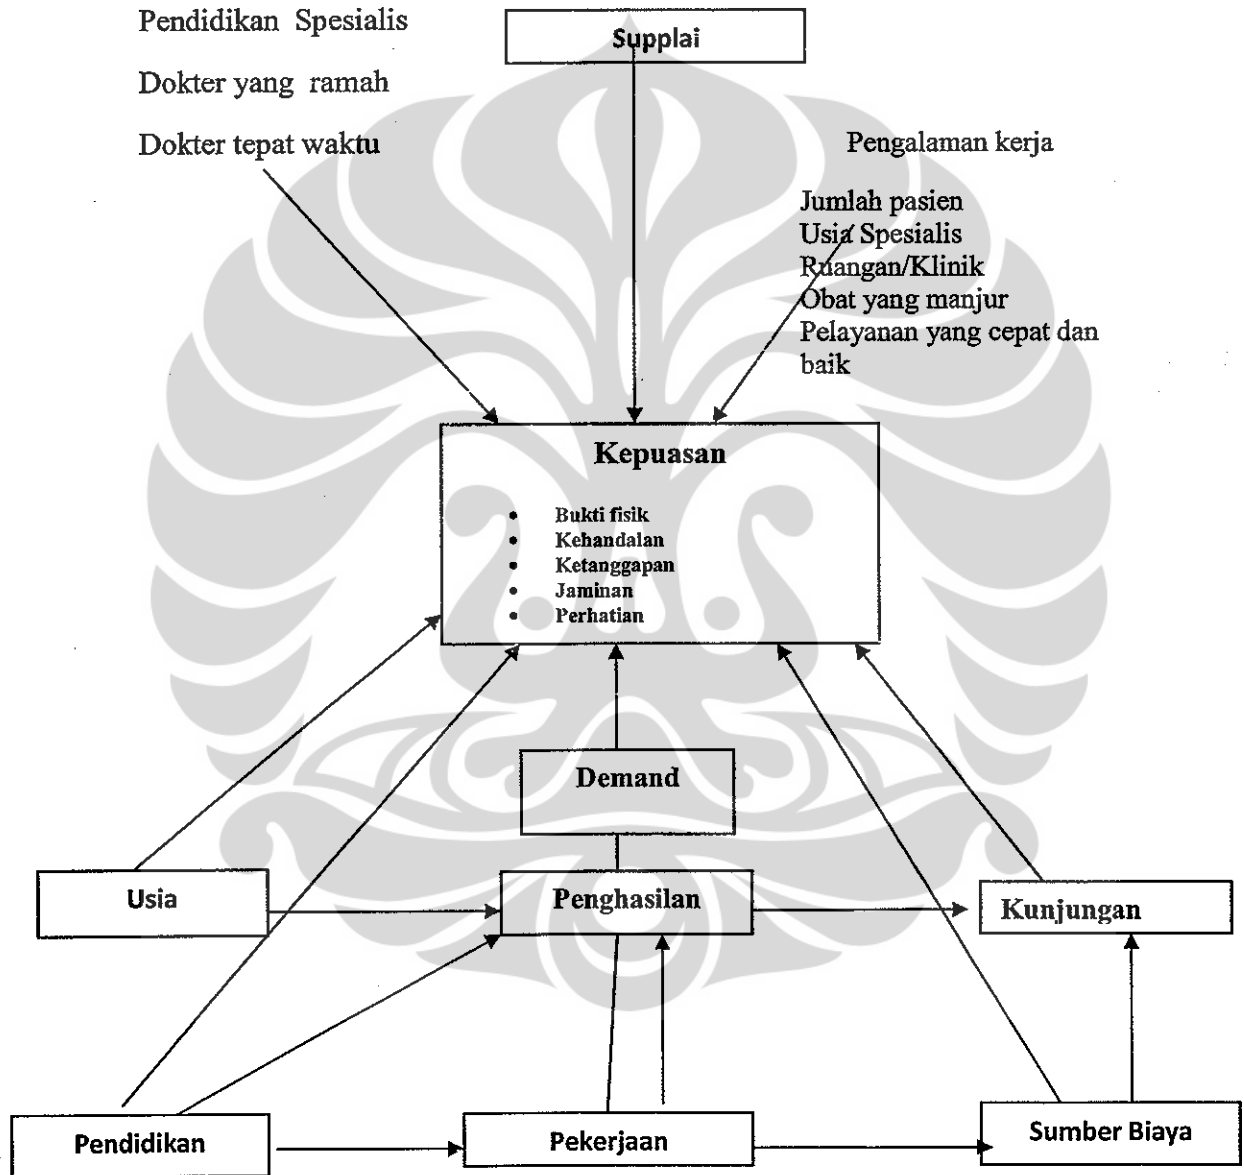 Pendidikan Spesialis
Supplai
Dokter yang ramah
Dokter tepat waktu
Pengalaman kerja
Jumlah pasien
Usia Spesialis
Ruangan/Klinik
Obat yang manjur
Pelayanan yang cepat dan
baik
Kepuasan
• Bukti fisik
• Kehandalan
• Ketanggapan
• Jaminan
• Perhatian
Demand
Usia
Penghasilan
Kunjungan
Pendidikan
Pekerjaan
Sumber Biaya